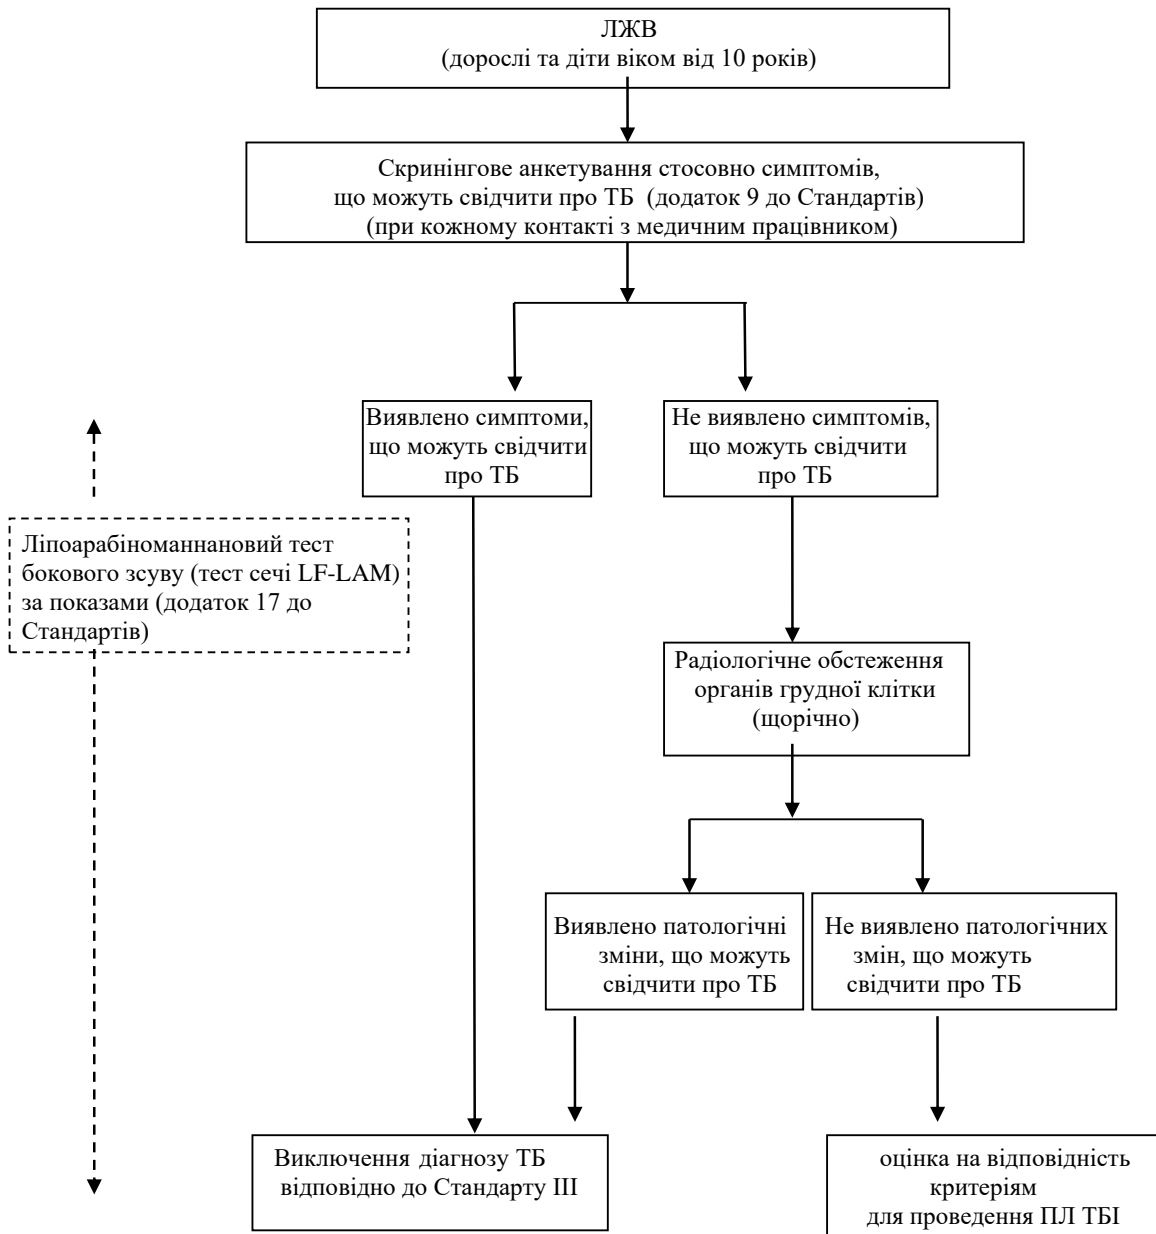 ЛЖВ
(дорослі та діти віком від 10 років)
Скринінгове анкетування стосовно симптомів,
що можуть свідчити про ТБ (додаток 9 до Стандартів)
(при кожному контакті з медичним працівником)
Виявлено симптоми,
що можуть свідчити
про ТБ
Не виявлено симптомів,
що можуть свідчити
про ТБ
Ліпоарабіноманнановий тест
бокового зсуву (тест сечі LF-LAM)
за показами (додаток 17 до
Стандартів)
Радіологічне обстеження
органів грудної клітки
(щорічно)
Виявлено патологічні
зміни, що можуть
свідчити про ТБ
Не виявлено патологічних
змін, що можуть
свідчити про ТБ
Виключення діагнозу ТБ
відповідно до Стандарту III
оцінка на відповідність
критеріям
для проведення ПЛ ТБІ